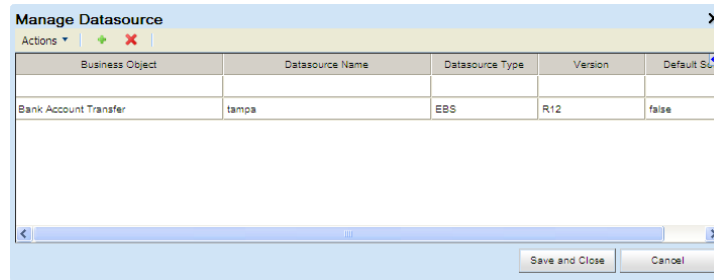 Manage Datasource
Actions
Business Object Datasource Name Datasource Type Version Default
Bank Account Transfer tampa EBS R12 false
Save and Close Cancel